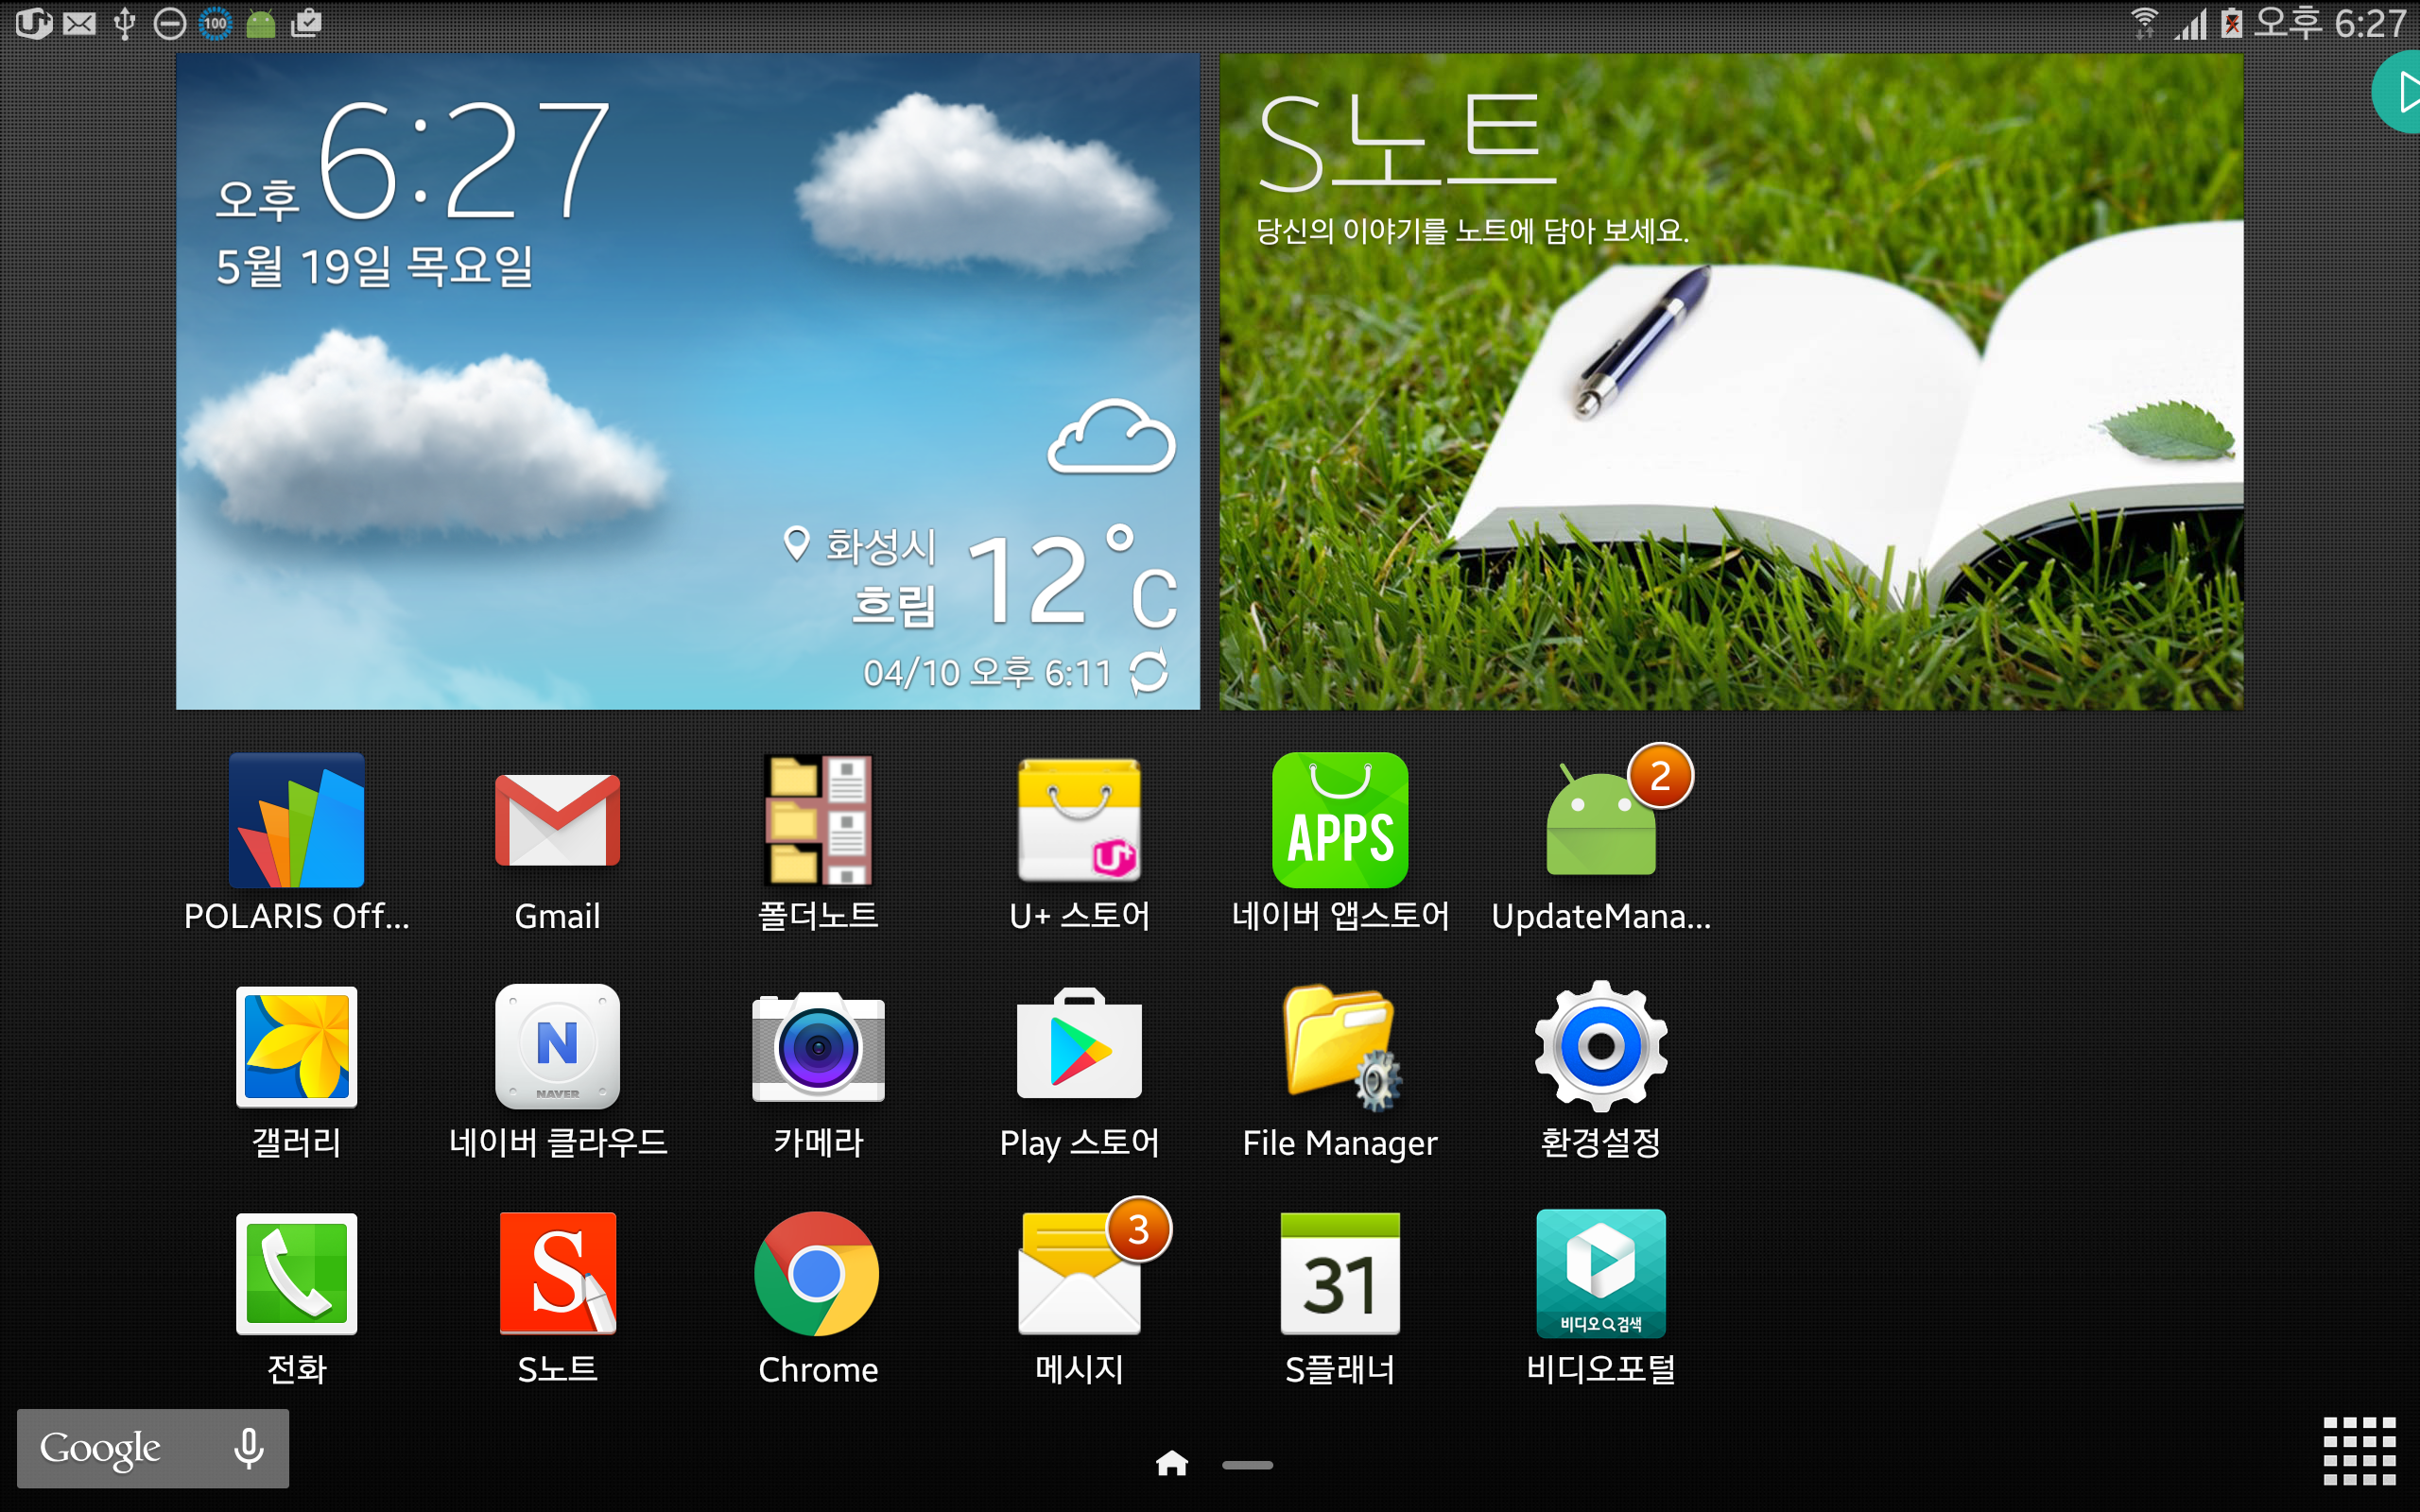 U+ 100 오후 6:27
오후 6:27
5월 19일 목요일
화성시
흐림
12°C
04/10 오후 6:11
S노트
당신의 이야기를 노트에 담아 보세요.
U+ APPS 2
POLARIS Off... Gmail 폴더노트 U+ 스토어 네이버 앱스토어 UpdateMana...
N NAVER
갤러리 네이버 클라우드 카메라 Play 스토어 File Manager 환경설정
S 3 31 비디오 검색
전화 S노트 Chrome 메시지 S플래너 비디오포털
Google